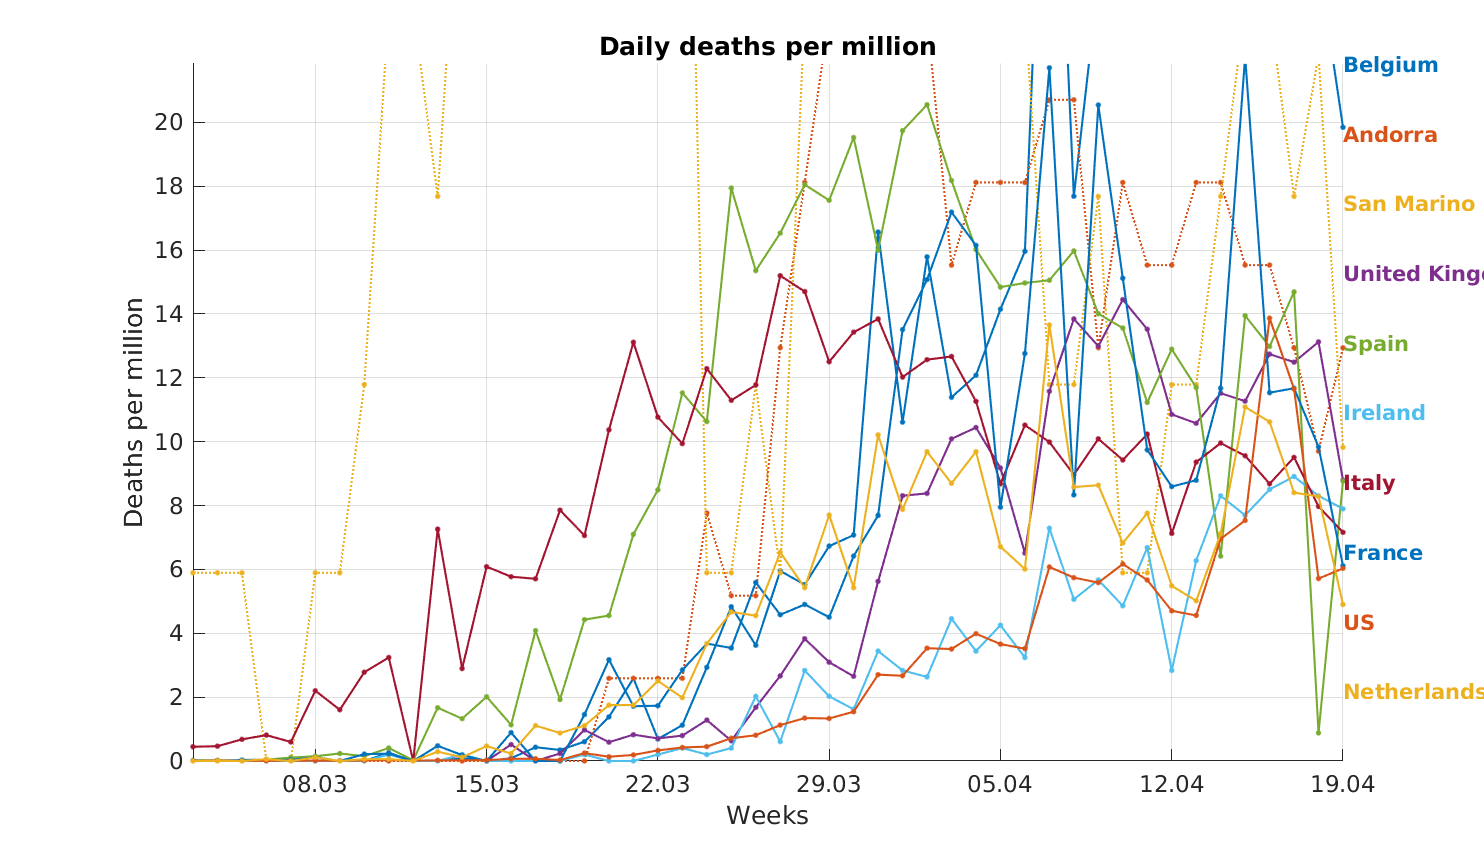 Daily deaths per million
Deaths per million
20
18
16
14
12
10
8
6
4
2
0
08.03
15.03
22.03
29.03
05.04
12.04
19.04
Weeks
Belgium
Andorra
San Marino
United King
Spain
Ireland
Italy
France
US
Netherlands